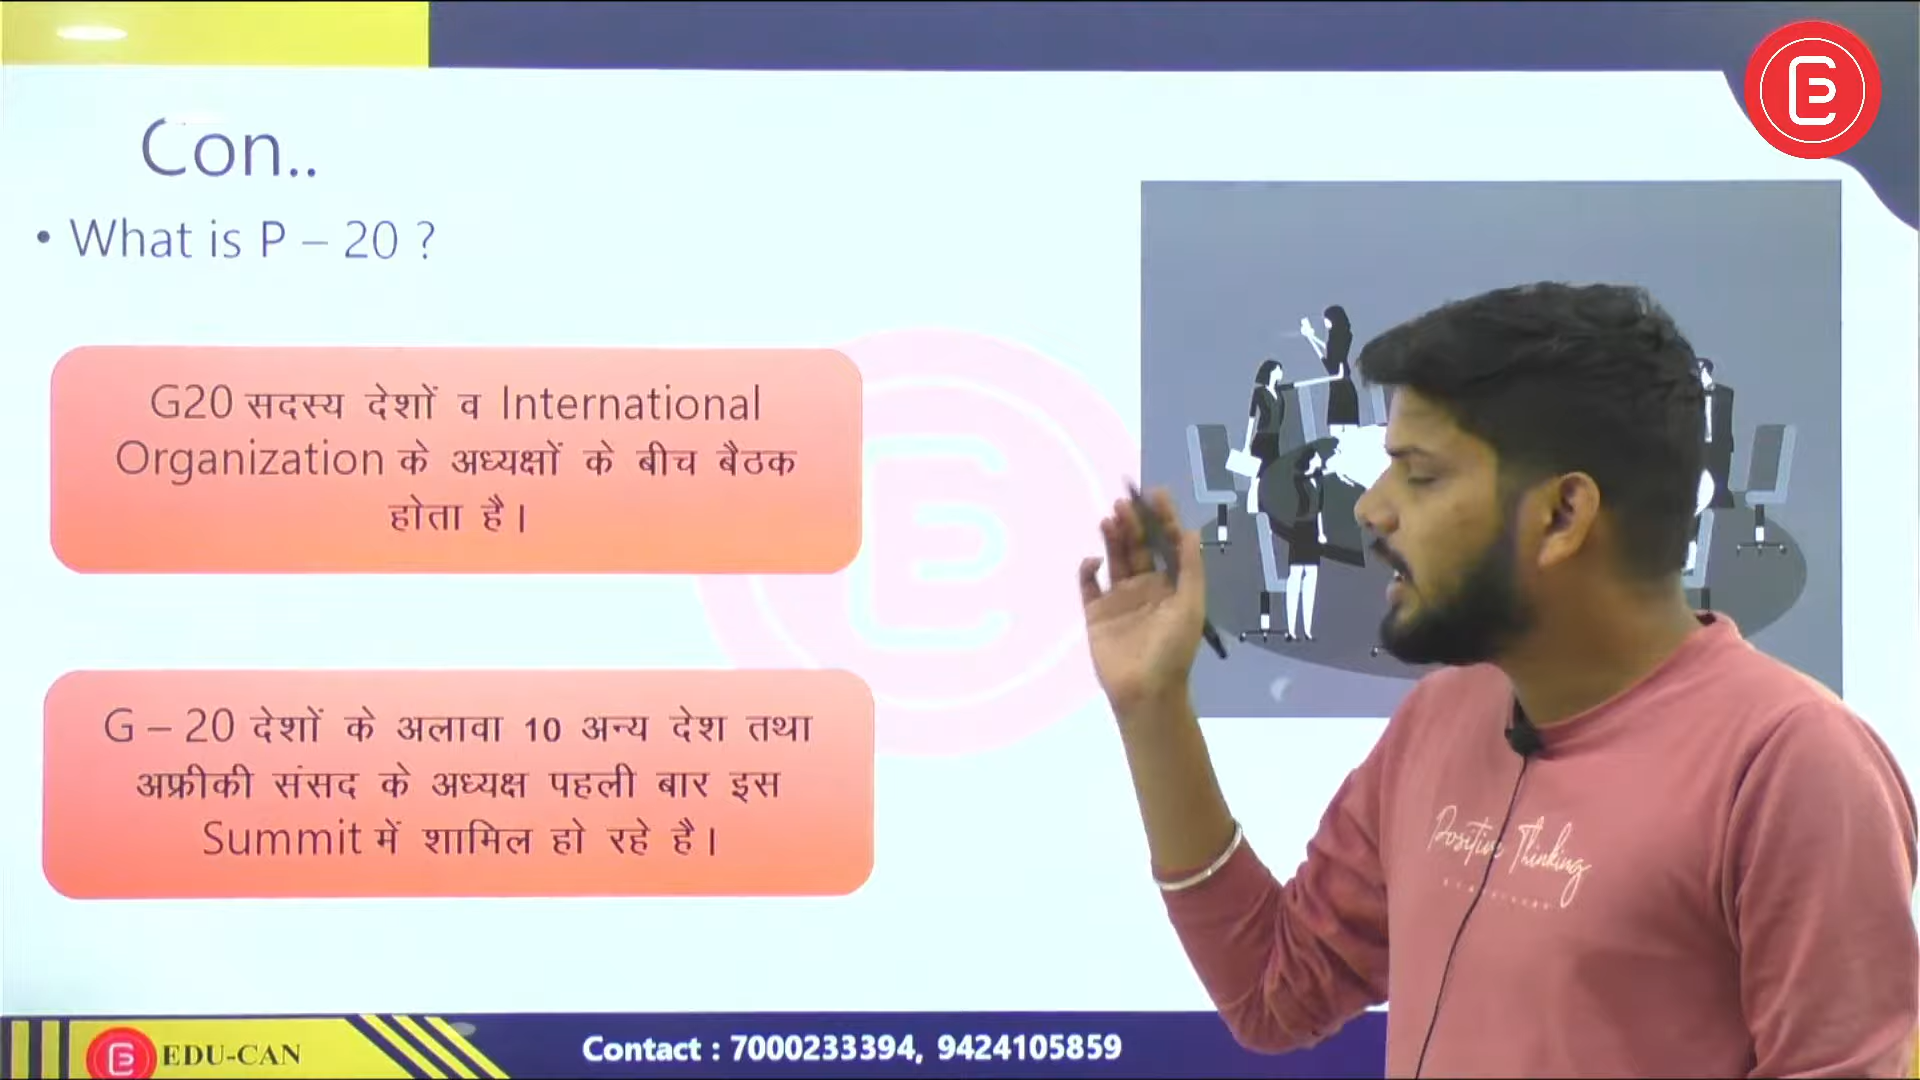 Con..
• What is P – 20 ?
G20 सदस्य देशों व International
Organization के अध्यक्षों के बीच बैठक
होता है।
G – 20 देशों के अलावा 10 अन्य देश तथा
अफ्रीकी संसद के अध्यक्ष पहली बार इस
Summit में शामिल हो रहे है।
Positive Thinking
EDU-CAN
Contact : 7000233394, 9424105859